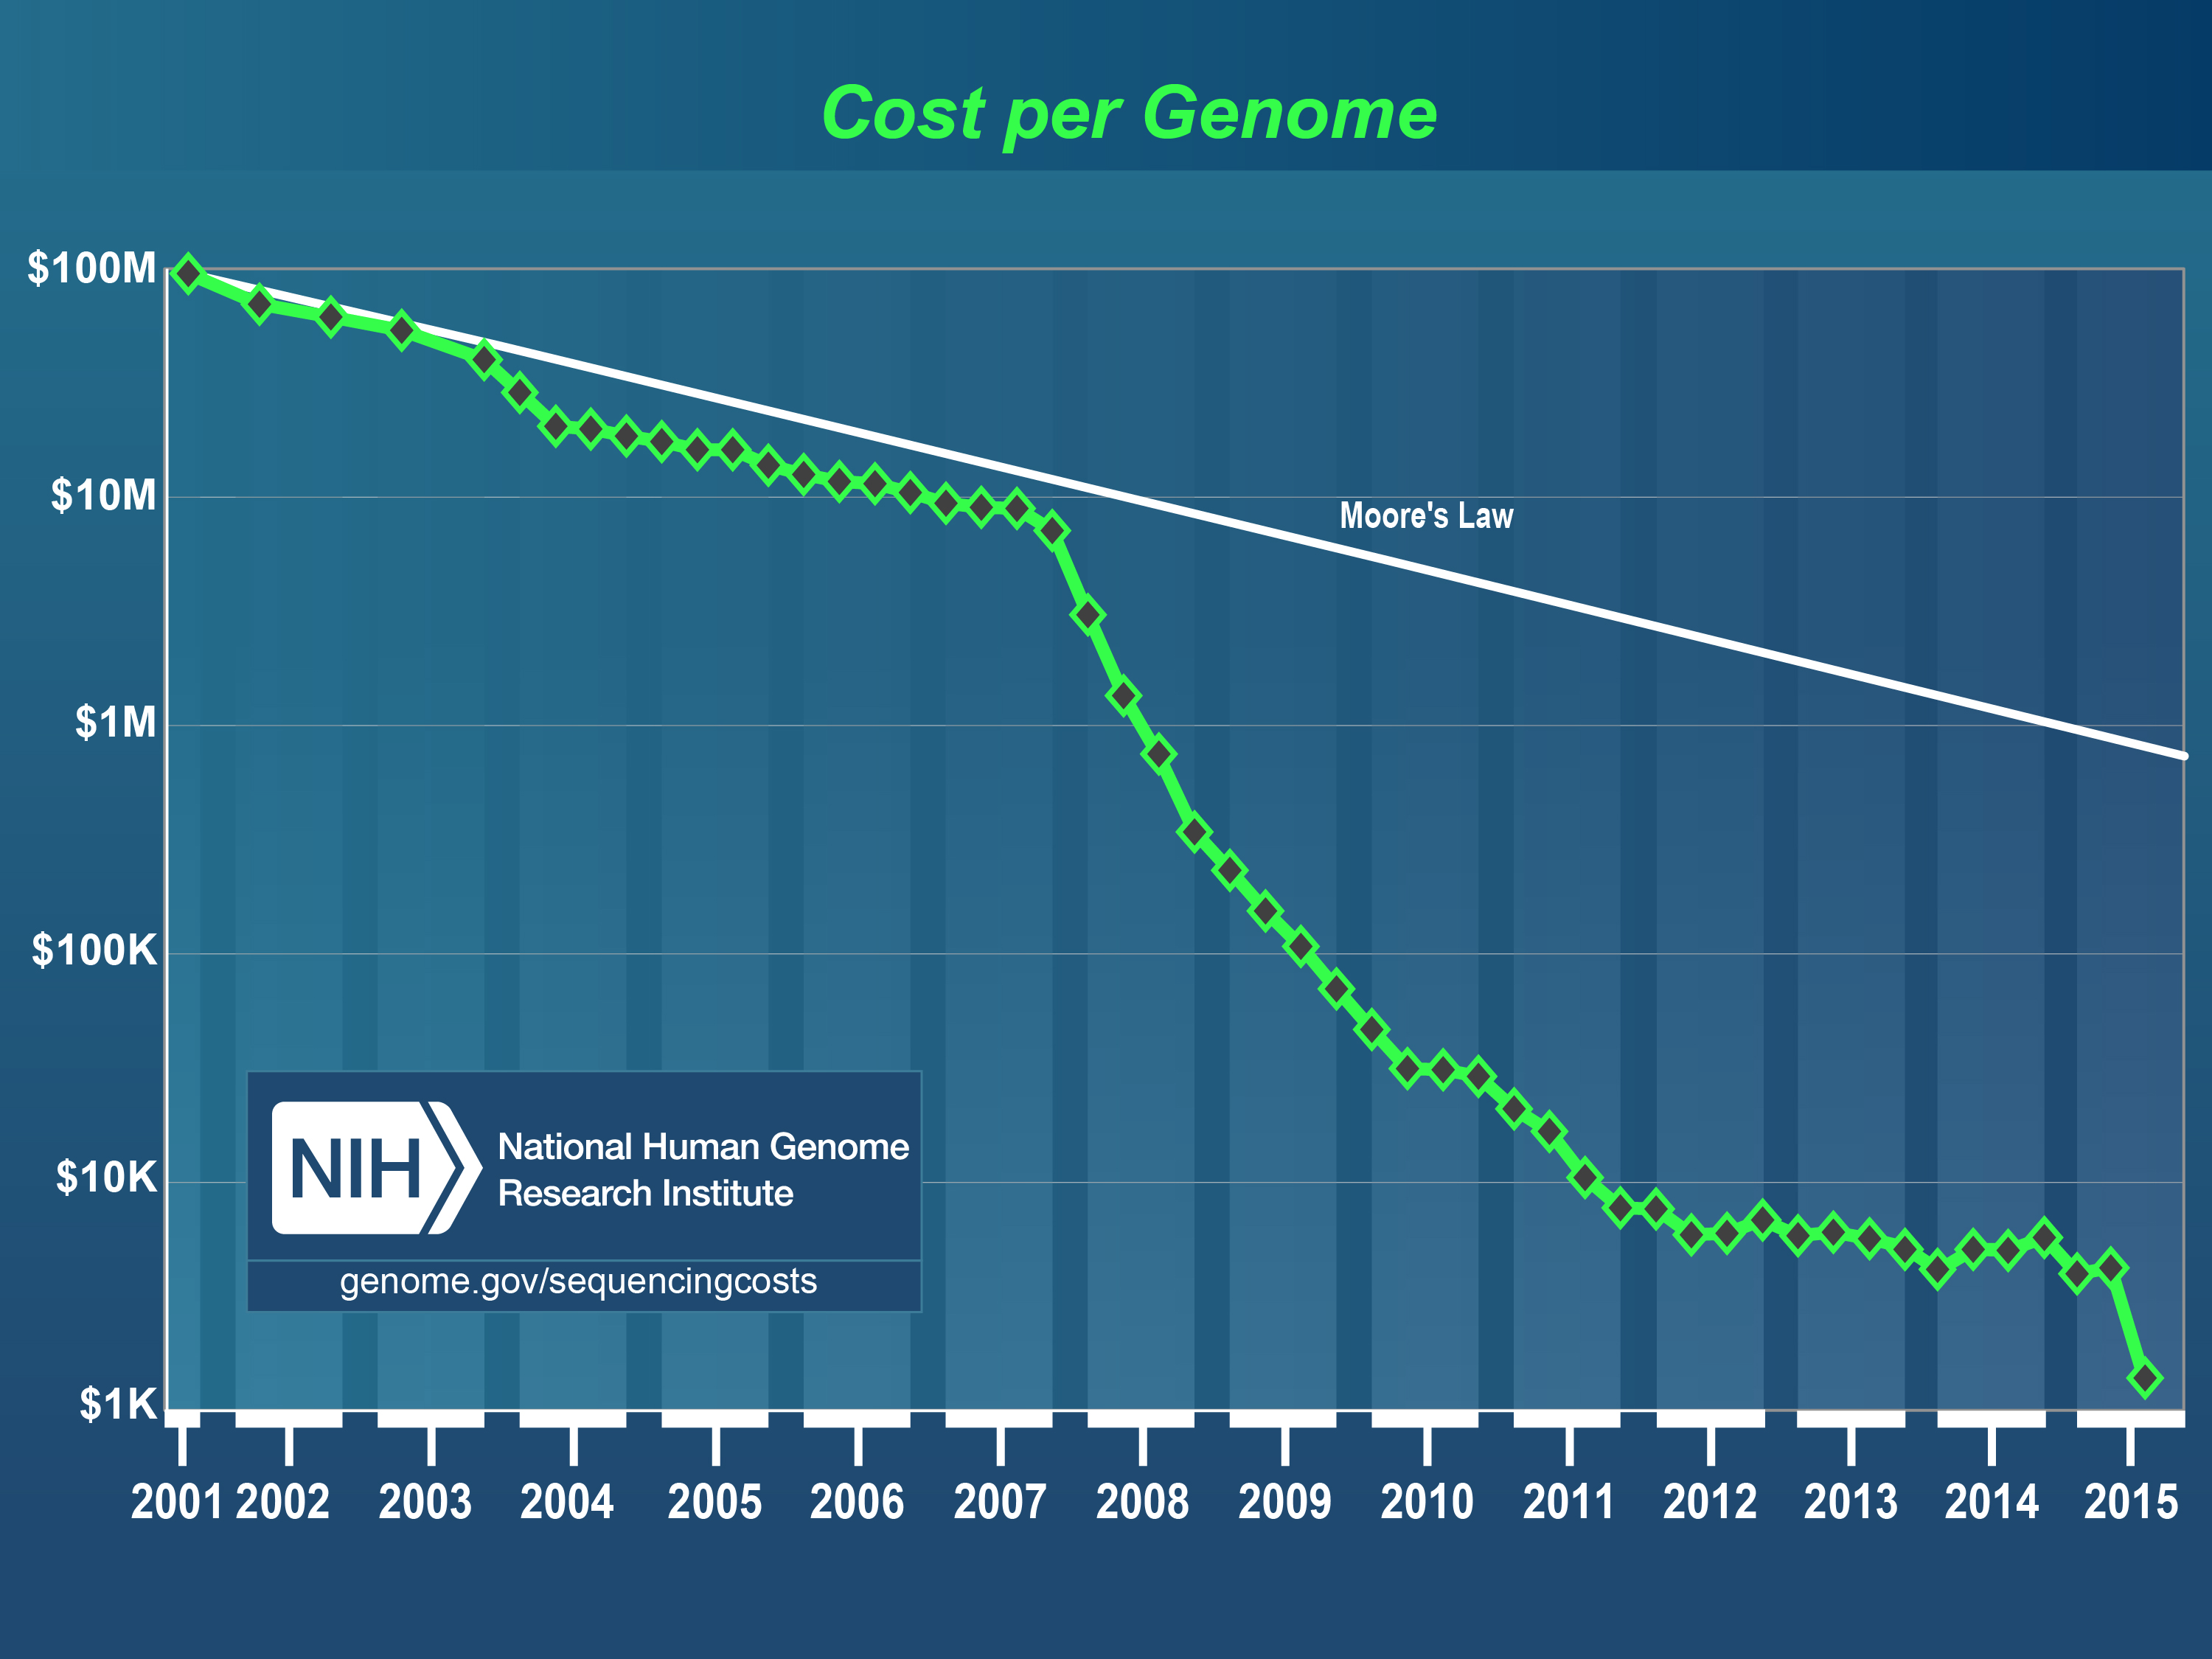 Cost per Genome
$100M
$10M
Moore's Law
$1M
$100K
$10K
$1K
NIH
National Human Genome
Research Institute
genome.gov/sequencingcosts
2001 2002 2003 2004 2005 2006 2007 2008 2009 2010 2011 2012 2013 2014 2015